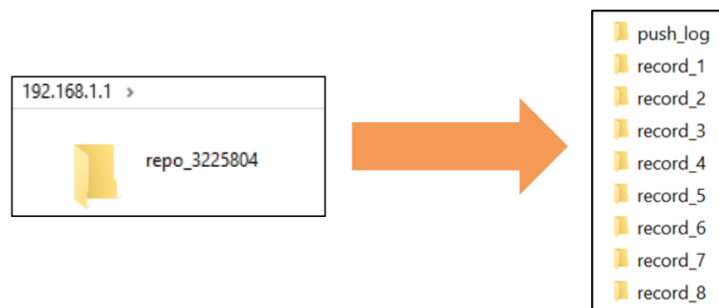 192.168.1.1 >
repo_3225804
push_log
record_1
record_2
record_3
record_4
record_5
record_6
record_7
record_8